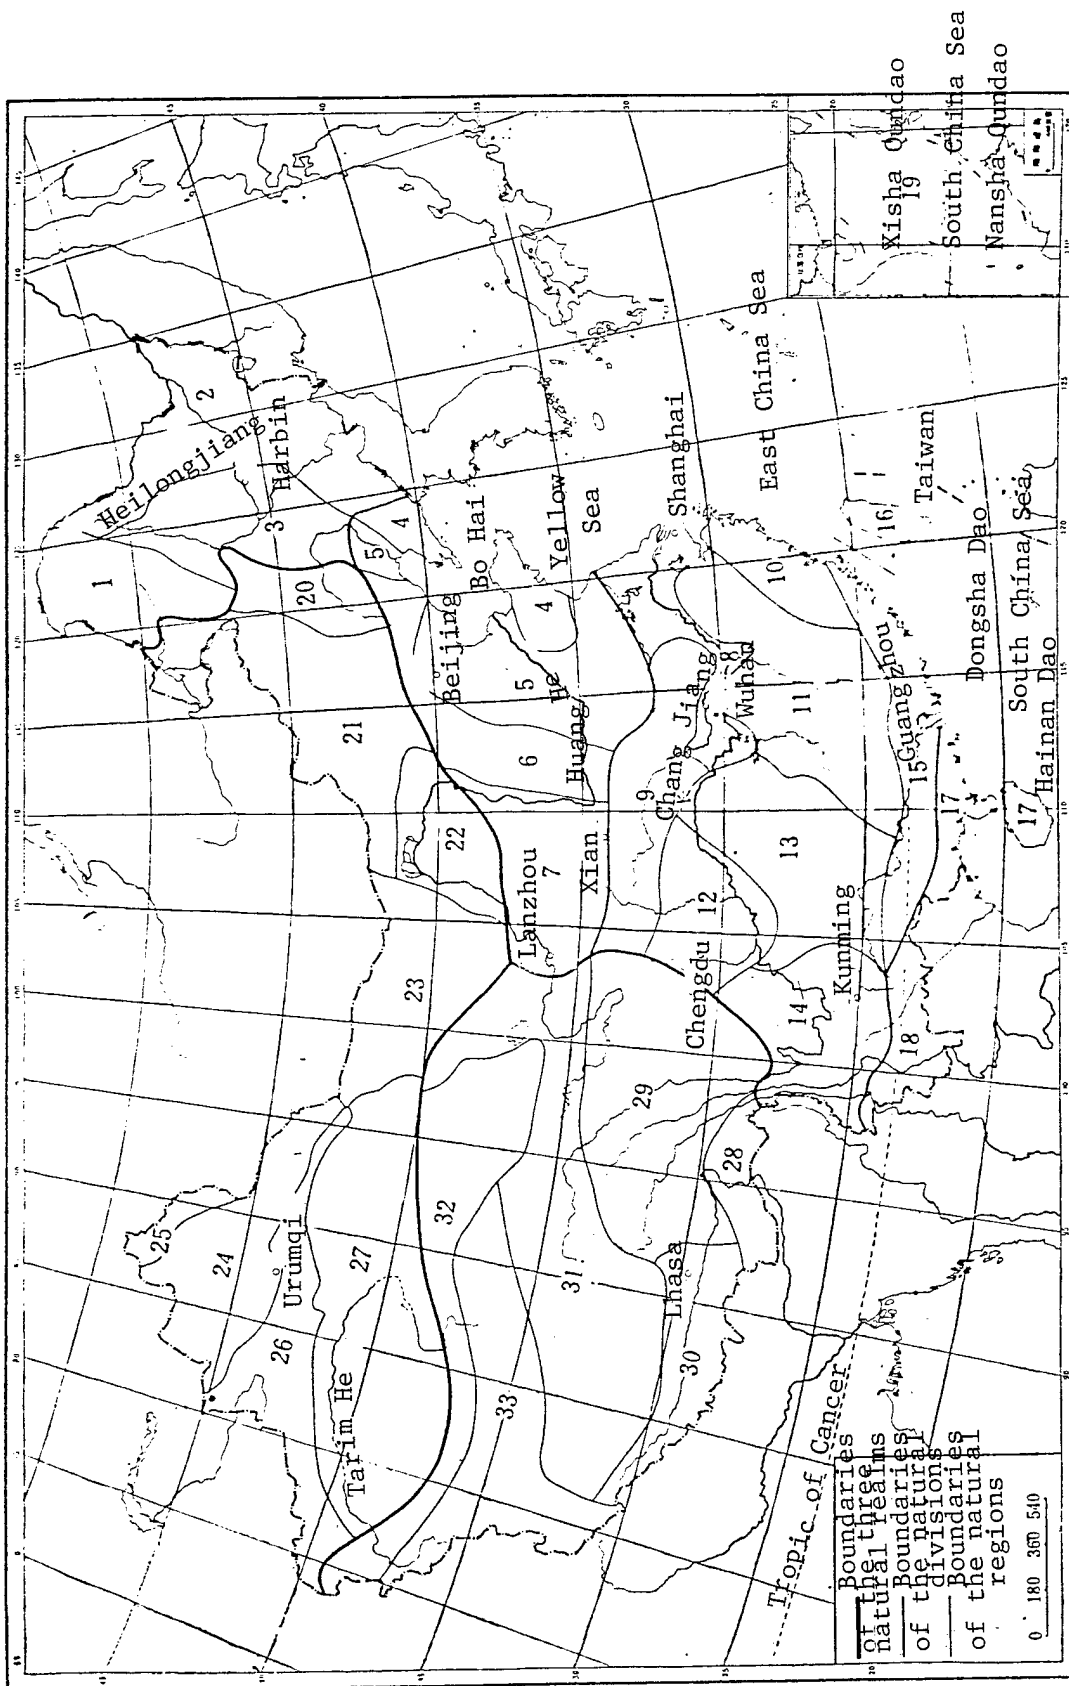 1
2
Heilongjiang
Harbin
3
20
4
5
25
24
Urumqi
26
27
21
Beijing
Bo Hai
22
6
5
4
Yellow
Sea
23
Lanzhou
7
Huang He
Tarim He
32
Xian
33
31
29
Chengdu
12
9
Chang Jiang
8
Wuhan
Shanghai
East China Sea
Lhasa
30
28
14
13
11
10
Kunming
15
Guangzhou
16
Taiwan
18
17
17
Hainan Dao
Dongsha Dao
South China Sea
Tropic of Cancer
Xisha Qundao
19
South China Sea
Nansha Qundao
Boundaries
of the three
natural realms
Boundaries
of the natural
divisions
Boundaries
of the natural
regions
0 180 360 540